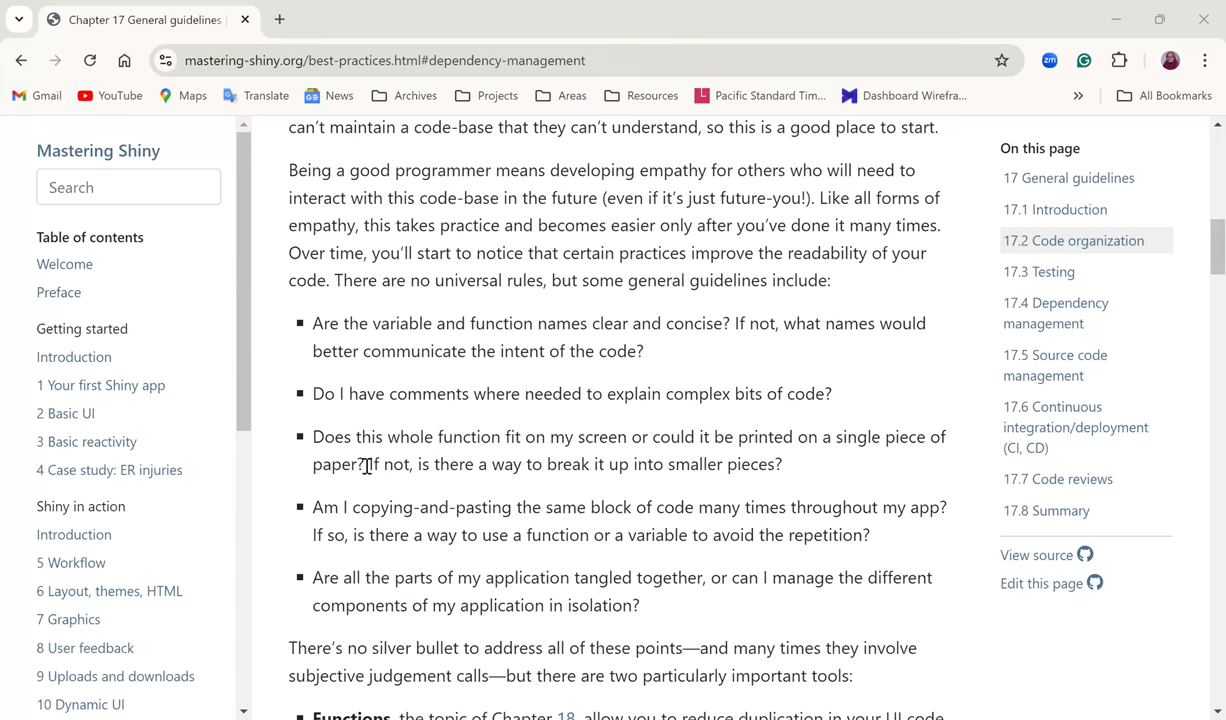 Chapter 17 General guidelines
mastering-shiny.org/best-practices.html#dependency-management
Gmail
YouTube
Maps
Translate
News
Archives
Projects
Areas
Resources
Pacific Standard Tim...
Dashboard Wirefra...
»
All Bookmarks
zm
Mastering Shiny
Search
Table of contents
Welcome
Preface
Getting started
Introduction
1 Your first Shiny app
2 Basic UI
3 Basic reactivity
4 Case study: ER injuries
Shiny in action
Introduction
5 Workflow
6 Layout, themes, HTML
7 Graphics
8 User feedback
9 Uploads and downloads
10 Dynamic UI
can't maintain a code-base that they can't understand, so this is a good place to start.
Being a good programmer means developing empathy for others who will need to
interact with this code-base in the future (even if it's just future-you!). Like all forms of
empathy, this takes practice and becomes easier only after you've done it many times.
Over time, you'll start to notice that certain practices improve the readability of your
code. There are no universal rules, but some general guidelines include:
▪ Are the variable and function names clear and concise? If not, what names would
better communicate the intent of the code?
▪ Do I have comments where needed to explain complex bits of code?
▪ Does this whole function fit on my screen or could it be printed on a single piece of
paper? If not, is there a way to break it up into smaller pieces?
▪ Am I copying-and-pasting the same block of code many times throughout my app?
If so, is there a way to use a function or a variable to avoid the repetition?
▪ Are all the parts of my application tangled together, or can I manage the different
components of my application in isolation?
There's no silver bullet to address all of these points—and many times they involve
subjective judgement calls—but there are two particularly important tools:
▪ Functions, the topic of Chapter 18, allow you to reduce duplication in your UI code
On this page
17 General guidelines
17.1 Introduction
17.2 Code organization
17.3 Testing
17.4 Dependency
management
17.5 Source code
management
17.6 Continuous
integration/deployment
(CI, CD)
17.7 Code reviews
17.8 Summary
View source
Edit this page